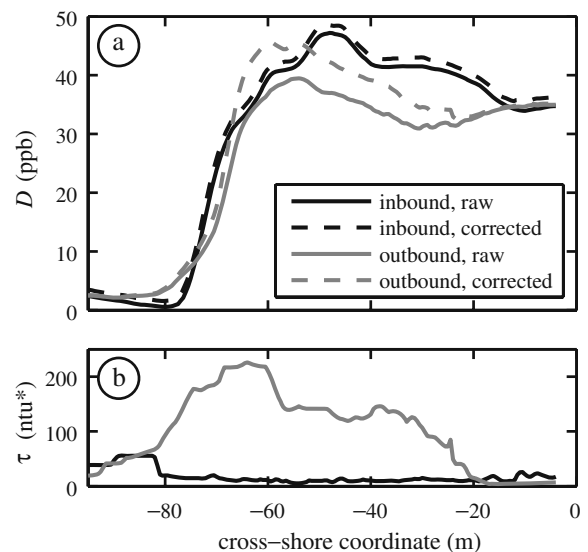 a
50
40
30
20
10
0
D (ppb)
inbound, raw
inbound, corrected
outbound, raw
outbound, corrected
b
200
100
0
τ (ntu*)
−80 −60 −40 −20 0
cross−shore coordinate (m)